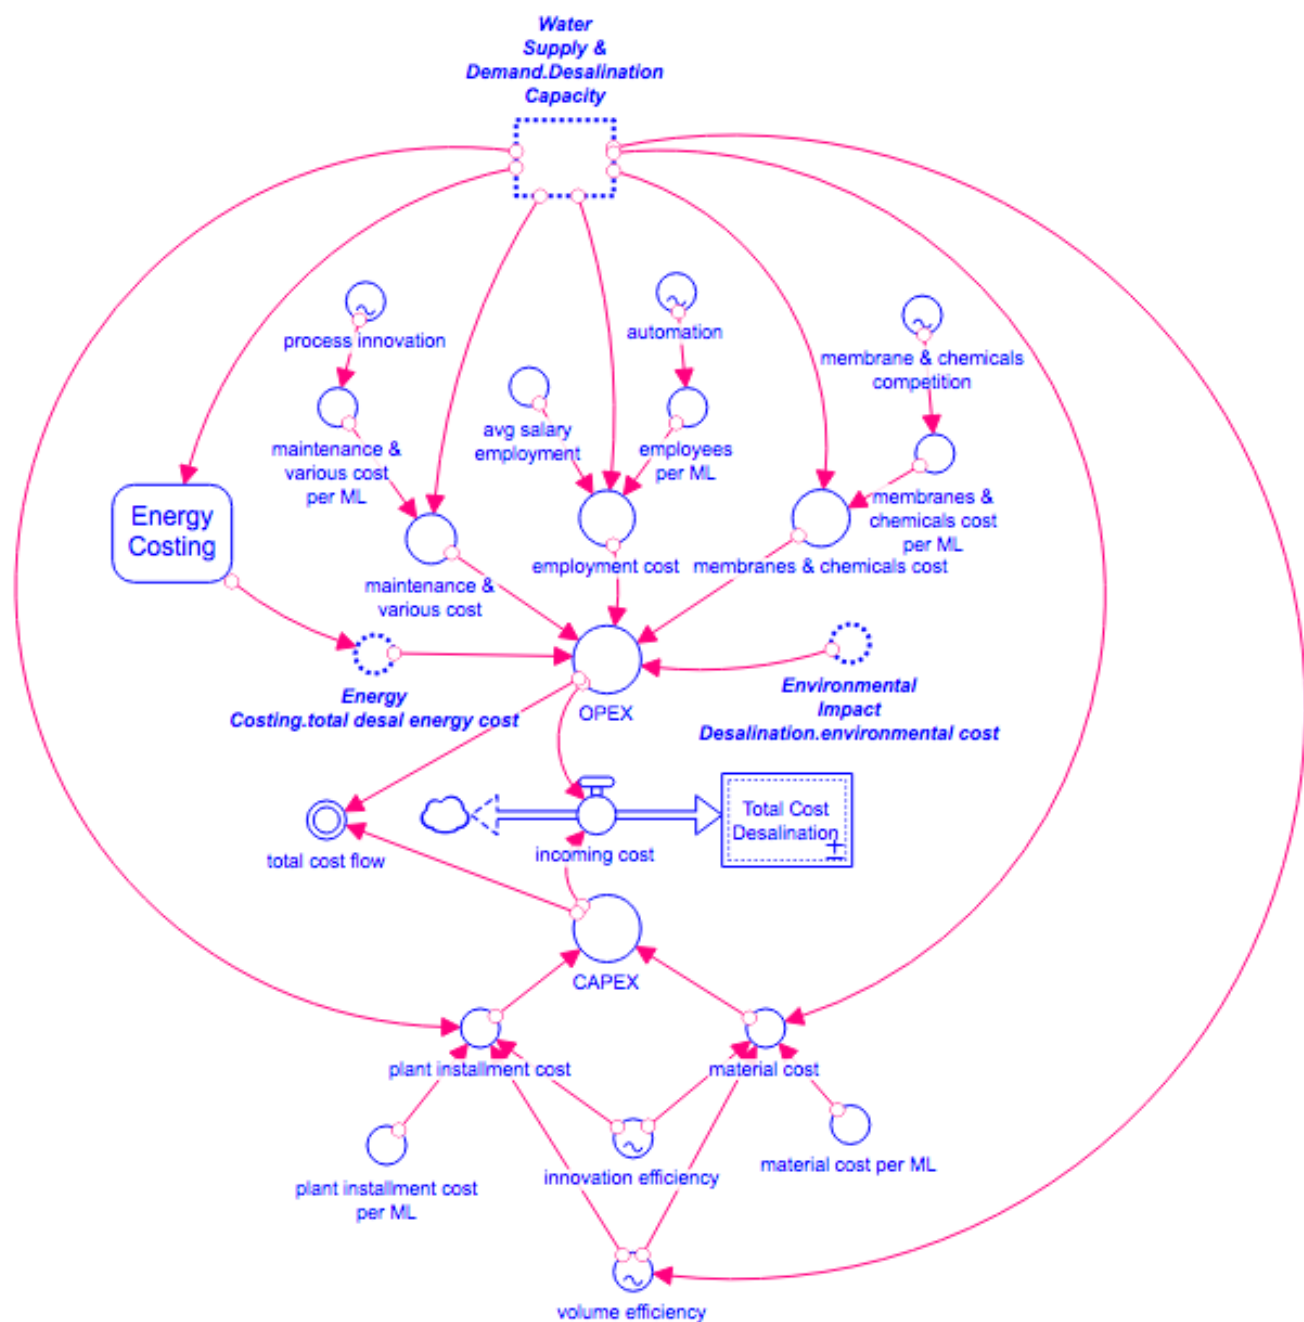 Water
Supply &
Demand.Desalination
Capacity
process innovation
automation
membrane & chemicals
competition
maintenance &
various cost
per ML
avg salary
employment
employees
per ML
membranes &
chemicals cost
per ML
Energy
Costing
maintenance &
various cost
employment cost
membranes & chemicals cost
Energy
Costing.total desal energy cost
OPEX
Environmental
Impact
Desalination.environmental cost
total cost flow
incoming cost
Total Cost
Desalination
CAPEX
plant installment cost
material cost
plant installment cost
per ML
innovation efficiency
material cost per ML
volume efficiency